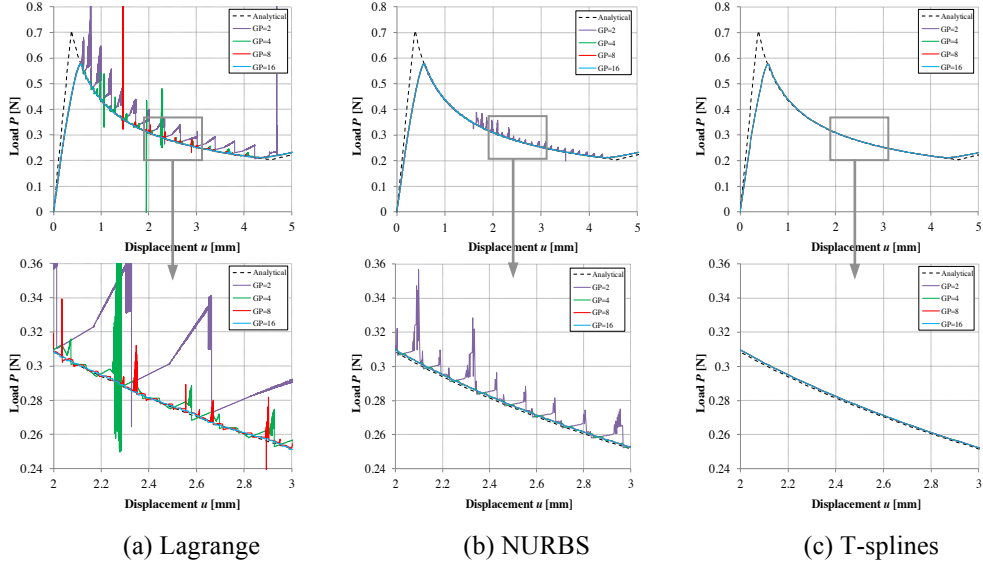 0.8
0.7
0.6
0.5
0.4
0.3
0.2
0.1
0
Load P [N]
0 1 2 3 4 5
Displacement u [mm]
Analytical
GP=2
GP=4
GP=8
GP=16
0.8
0.7
0.6
0.5
0.4
0.3
0.2
0.1
0
Load P [N]
0 1 2 3 4 5
Displacement u [mm]
Analytical
GP=2
GP=4
GP=8
GP=16
0.8
0.7
0.6
0.5
0.4
0.3
0.2
0.1
0
Load P [N]
0 1 2 3 4 5
Displacement u [mm]
Analytical
GP=2
GP=4
GP=8
GP=16
0.36
0.34
0.32
0.3
0.28
0.26
0.24
Load P [N]
2 2.2 2.4 2.6 2.8 3
Displacement u [mm]
Analytical
GP=2
GP=4
GP=8
GP=16
0.36
0.34
0.32
0.3
0.28
0.26
0.24
Load P [N]
2 2.2 2.4 2.6 2.8 3
Displacement u [mm]
Analytical
GP=2
GP=4
GP=8
GP=16
0.36
0.34
0.32
0.3
0.28
0.26
0.24
Load P [N]
2 2.2 2.4 2.6 2.8 3
Displacement u [mm]
Analytical
GP=2
GP=4
GP=8
GP=16
(a) Lagrange
(b) NURBS
(c) T-splines